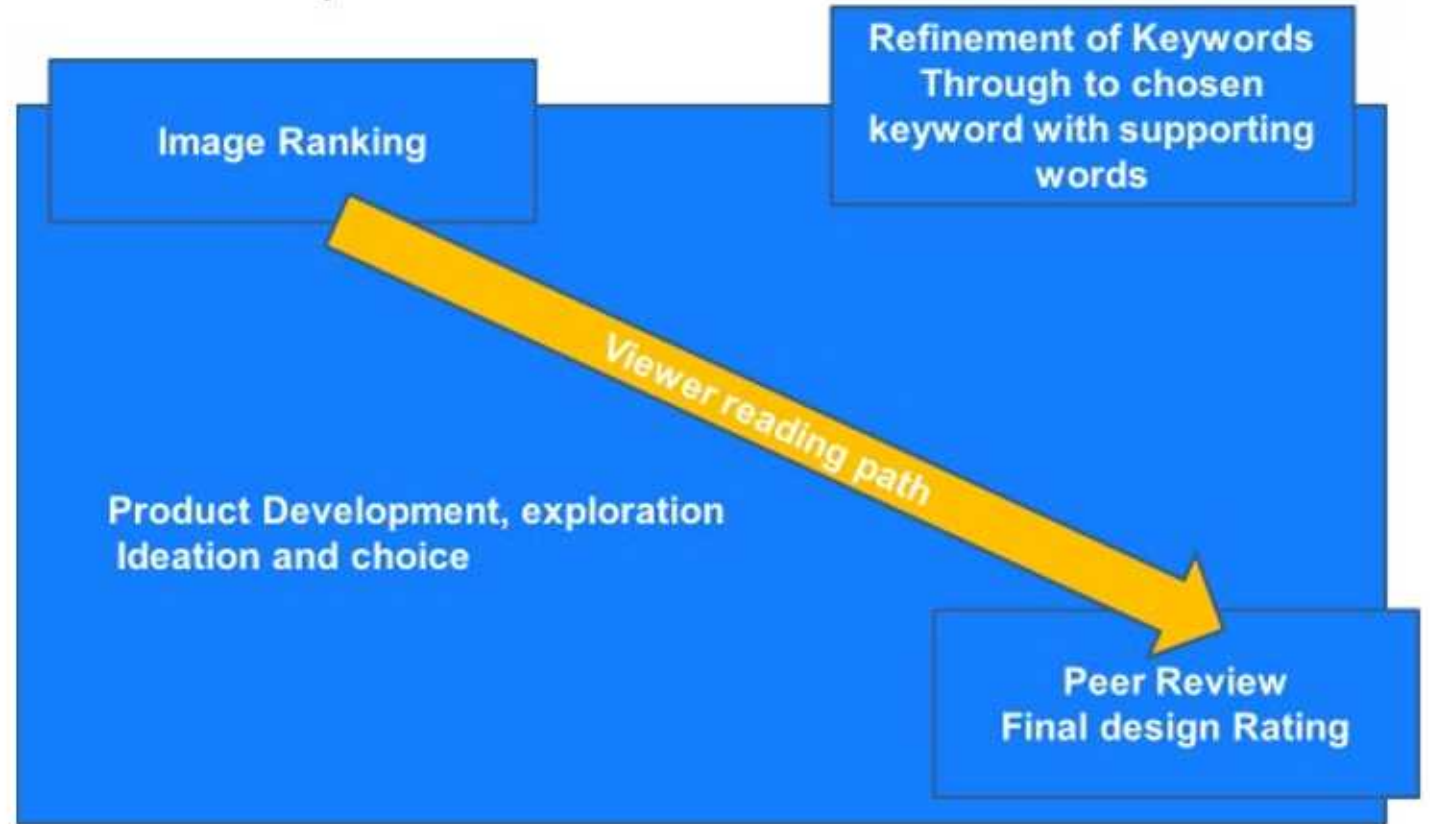 Image Ranking
Refinement of Keywords
Through to chosen
keyword with supporting
words
Viewer reading path
Product Development, exploration
Ideation and choice
Peer Review
Final design Rating